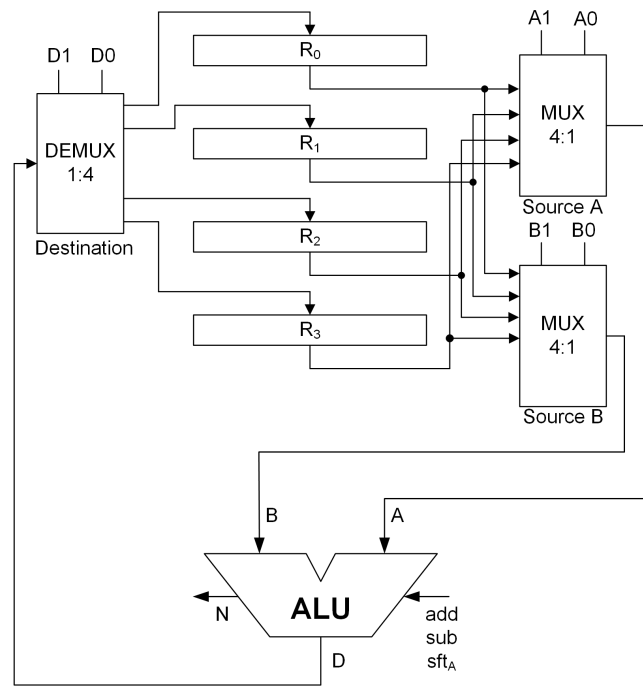 D1 D0
DEMUX
1:4
Destination
R₀
R₁
R₂
R₃
A1 A0
MUX
4:1
Source A
B1 B0
MUX
4:1
Source B
B
A
ALU
N
add
sub
sft_A
D